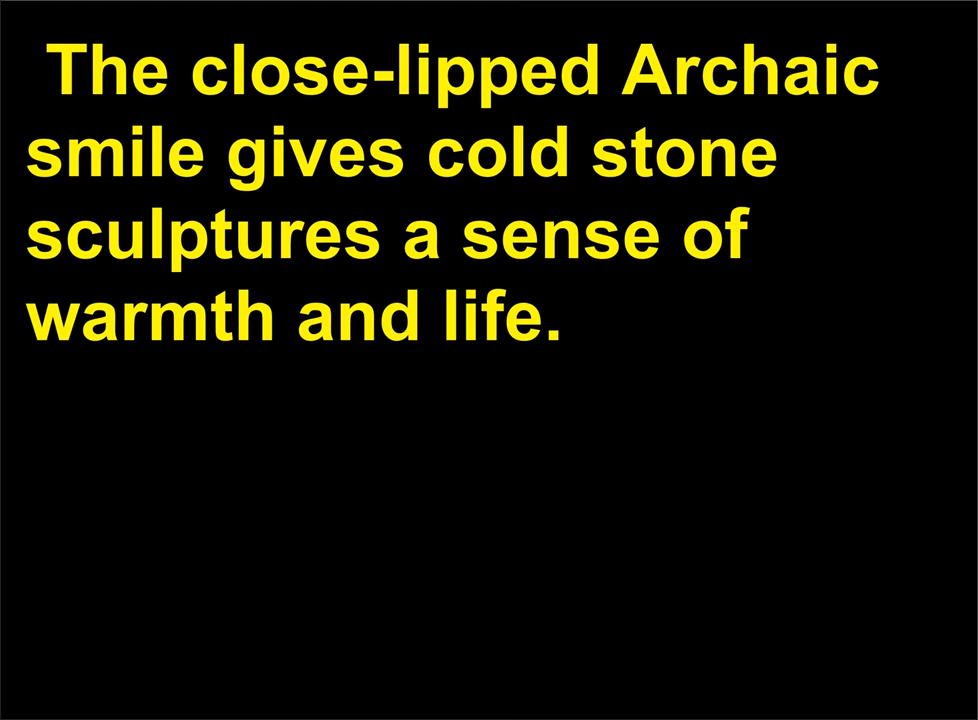 The close-lipped Archaic
smile gives cold stone
sculptures a sense of
warmth and life.